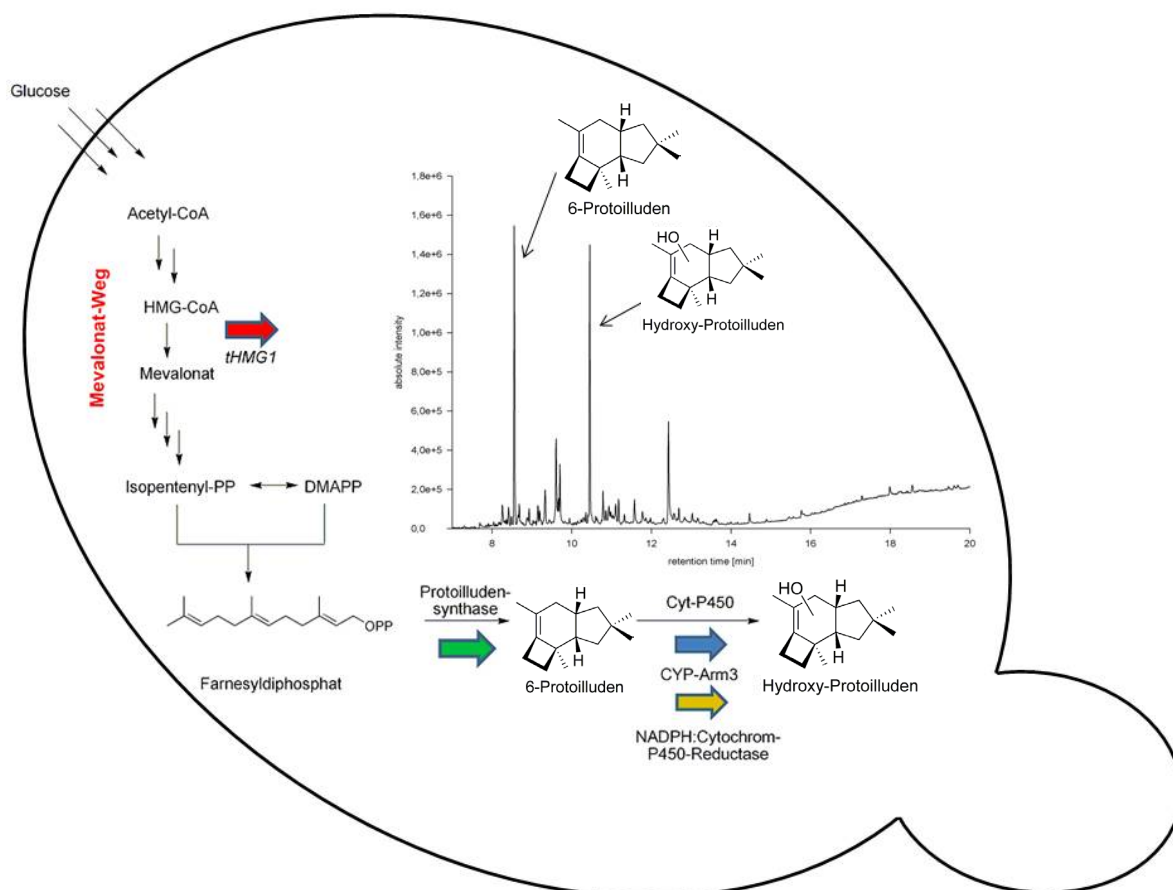 Glucose
Acetyl-CoA
HMG-CoA
tHMG1
Mevalonat
Mevalonat-Weg
Isopentenyl-PP
DMAPP
OPP
Farnesyldiphosphat
1,8e+6
1,6e+6
1,4e+6
1,2e+6
1,0e+6
8,0e+5
6,0e+5
4,0e+5
2,0e+5
0,0
absolute intensity
8
10
12
14
16
18
20
retention time [min]
H
H
6-Protoilluden
HO
H
H
Hydroxy-Protoilluden
Protoilluden-
synthase
H
H
6-Protoilluden
Cyt-P450
CYP-Arm3
NADPH:Cytochrom-
P450-Reductase
HO
H
H
Hydroxy-Protoilluden